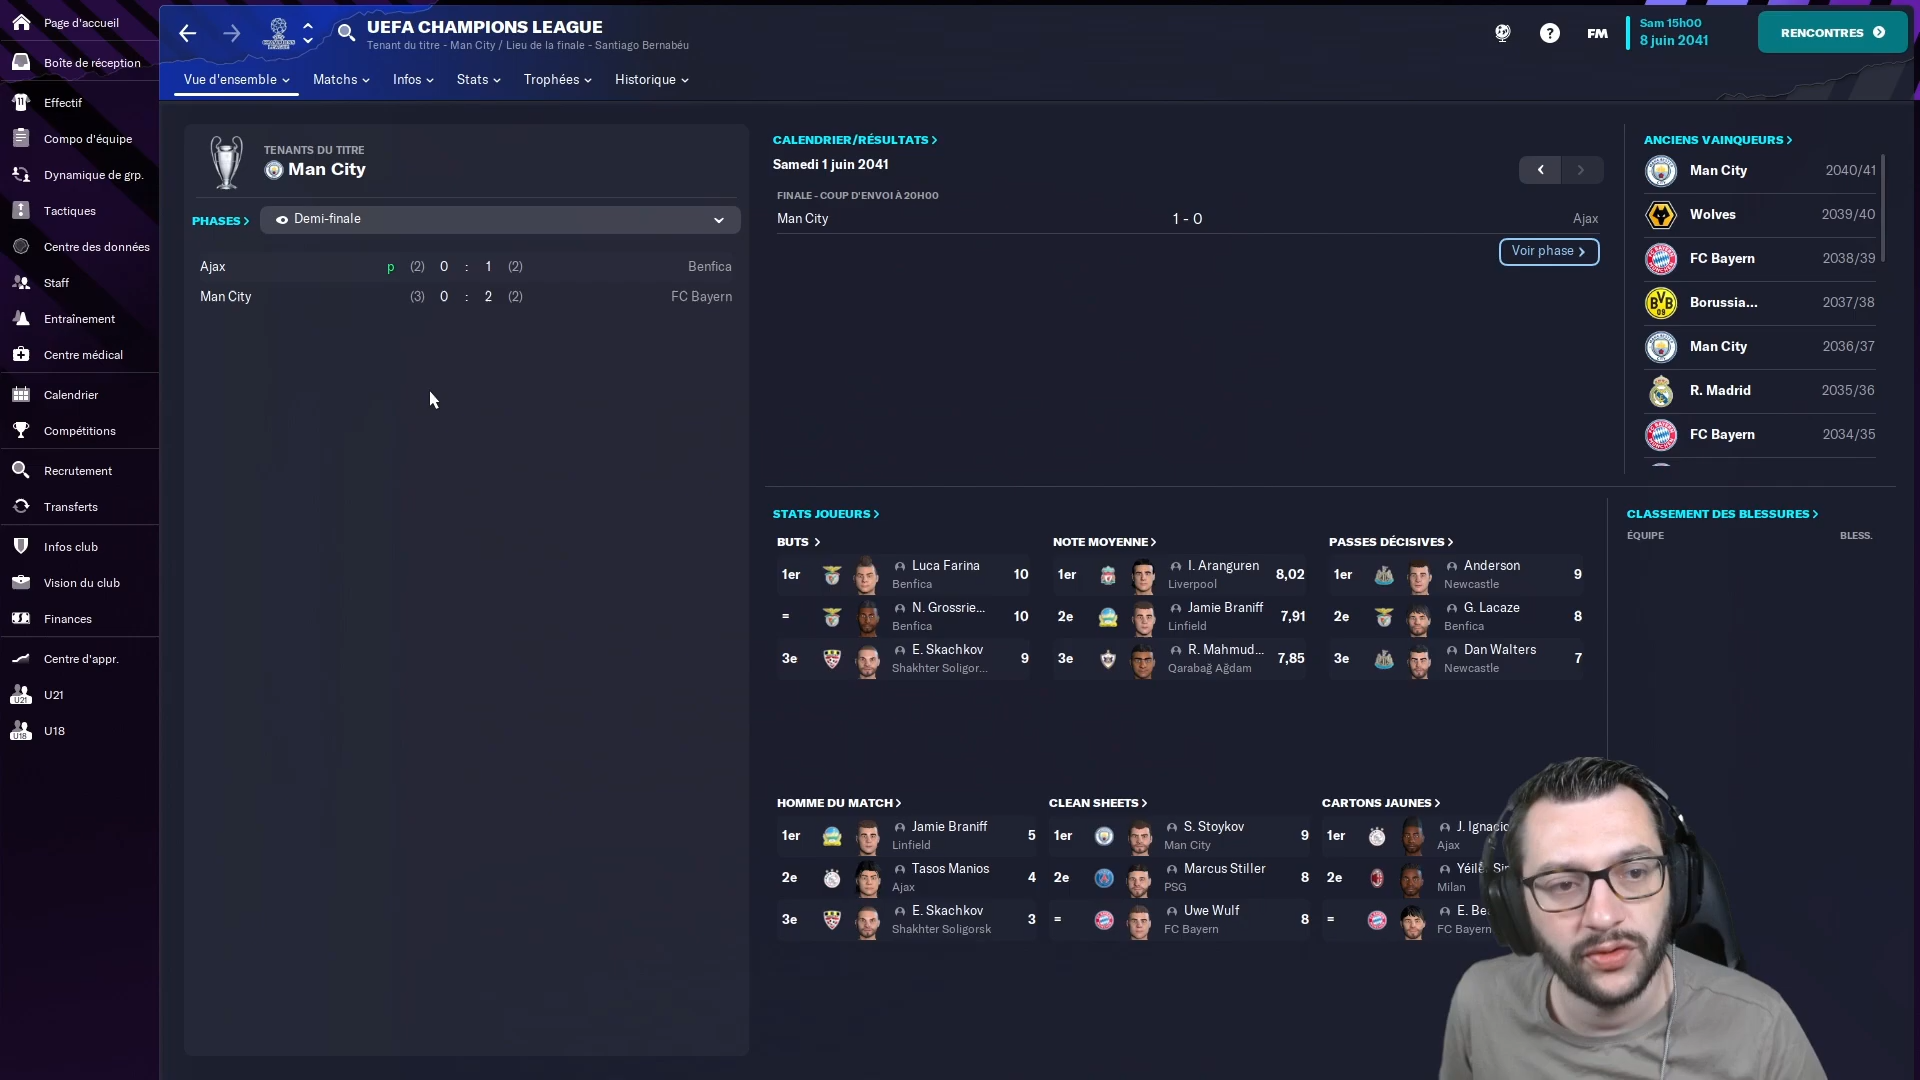 Page d'accueil
Boîte de réception
Effectif
Compo d'équipe
Dynamique de grp.
Tactiques
Centre des données
Staff
Entraînement
Centre médical
Calendrier
Compétitions
Recrutement
Transferts
Infos club
Vision du club
Finances
Centre d'appr.
U21
U18
UEFA CHAMPIONS LEAGUE
Tenant du titre - Man City / Lieu de la finale - Santiago Bernabéu
FM
Sam 15h00
8 juin 2041
RENCONTRES
Vue d'ensemble Matchs Infos Stats Trophées Historique
TENANTS DU TITRE
Man City
PHASES Demi-finale
Ajax p (2) 0 : 1 (2) Benfica
Man City (3) 0 : 2 (2) FC Bayern
CALENDRIER/RÉSULTATS
Samedi 1 juin 2041
FINALE - COUP D'ENVOI À 20H00
Man City 1 - 0 Ajax
Voir phase
ANCIENS VAINQUEURS
Man City 2040/41
Wolves 2039/40
FC Bayern 2038/39
Borussia... 2037/38
Man City 2036/37
R. Madrid 2035/36
FC Bayern 2034/35
STATS JOUEURS
BUTS
1er Luca Farina 10
Benfica
= N. Grossrie... 10
Benfica
3e E. Skachkov 9
Shakhter Soligor...
NOTE MOYENNE
1er I. Aranguren 8,02
Liverpool
2e Jamie Braniff 7,91
Linfield
3e R. Mahmud... 7,85
Qarabağ Ağdam
PASSES DÉCISIVES
1er Anderson 9
Newcastle
2e G. Lacaze 8
Benfica
3e Dan Walters 7
Newcastle
CLASSEMENT DES BLESSURES
ÉQUIPE BLESS.
HOMME DU MATCH
1er Jamie Braniff 5
Linfield
2e Tasos Manios 4
Ajax
3e E. Skachkov 3
Shakhter Soligorsk
CLEAN SHEETS
1er S. Stoykov 9
Man City
2e Marcus Stiller 8
PSG
= Uwe Wulf 8
FC Bayern
CARTONS JAUNES
1er J. Ignacio
Ajax
2e
Milan
= E.
FC Bayern